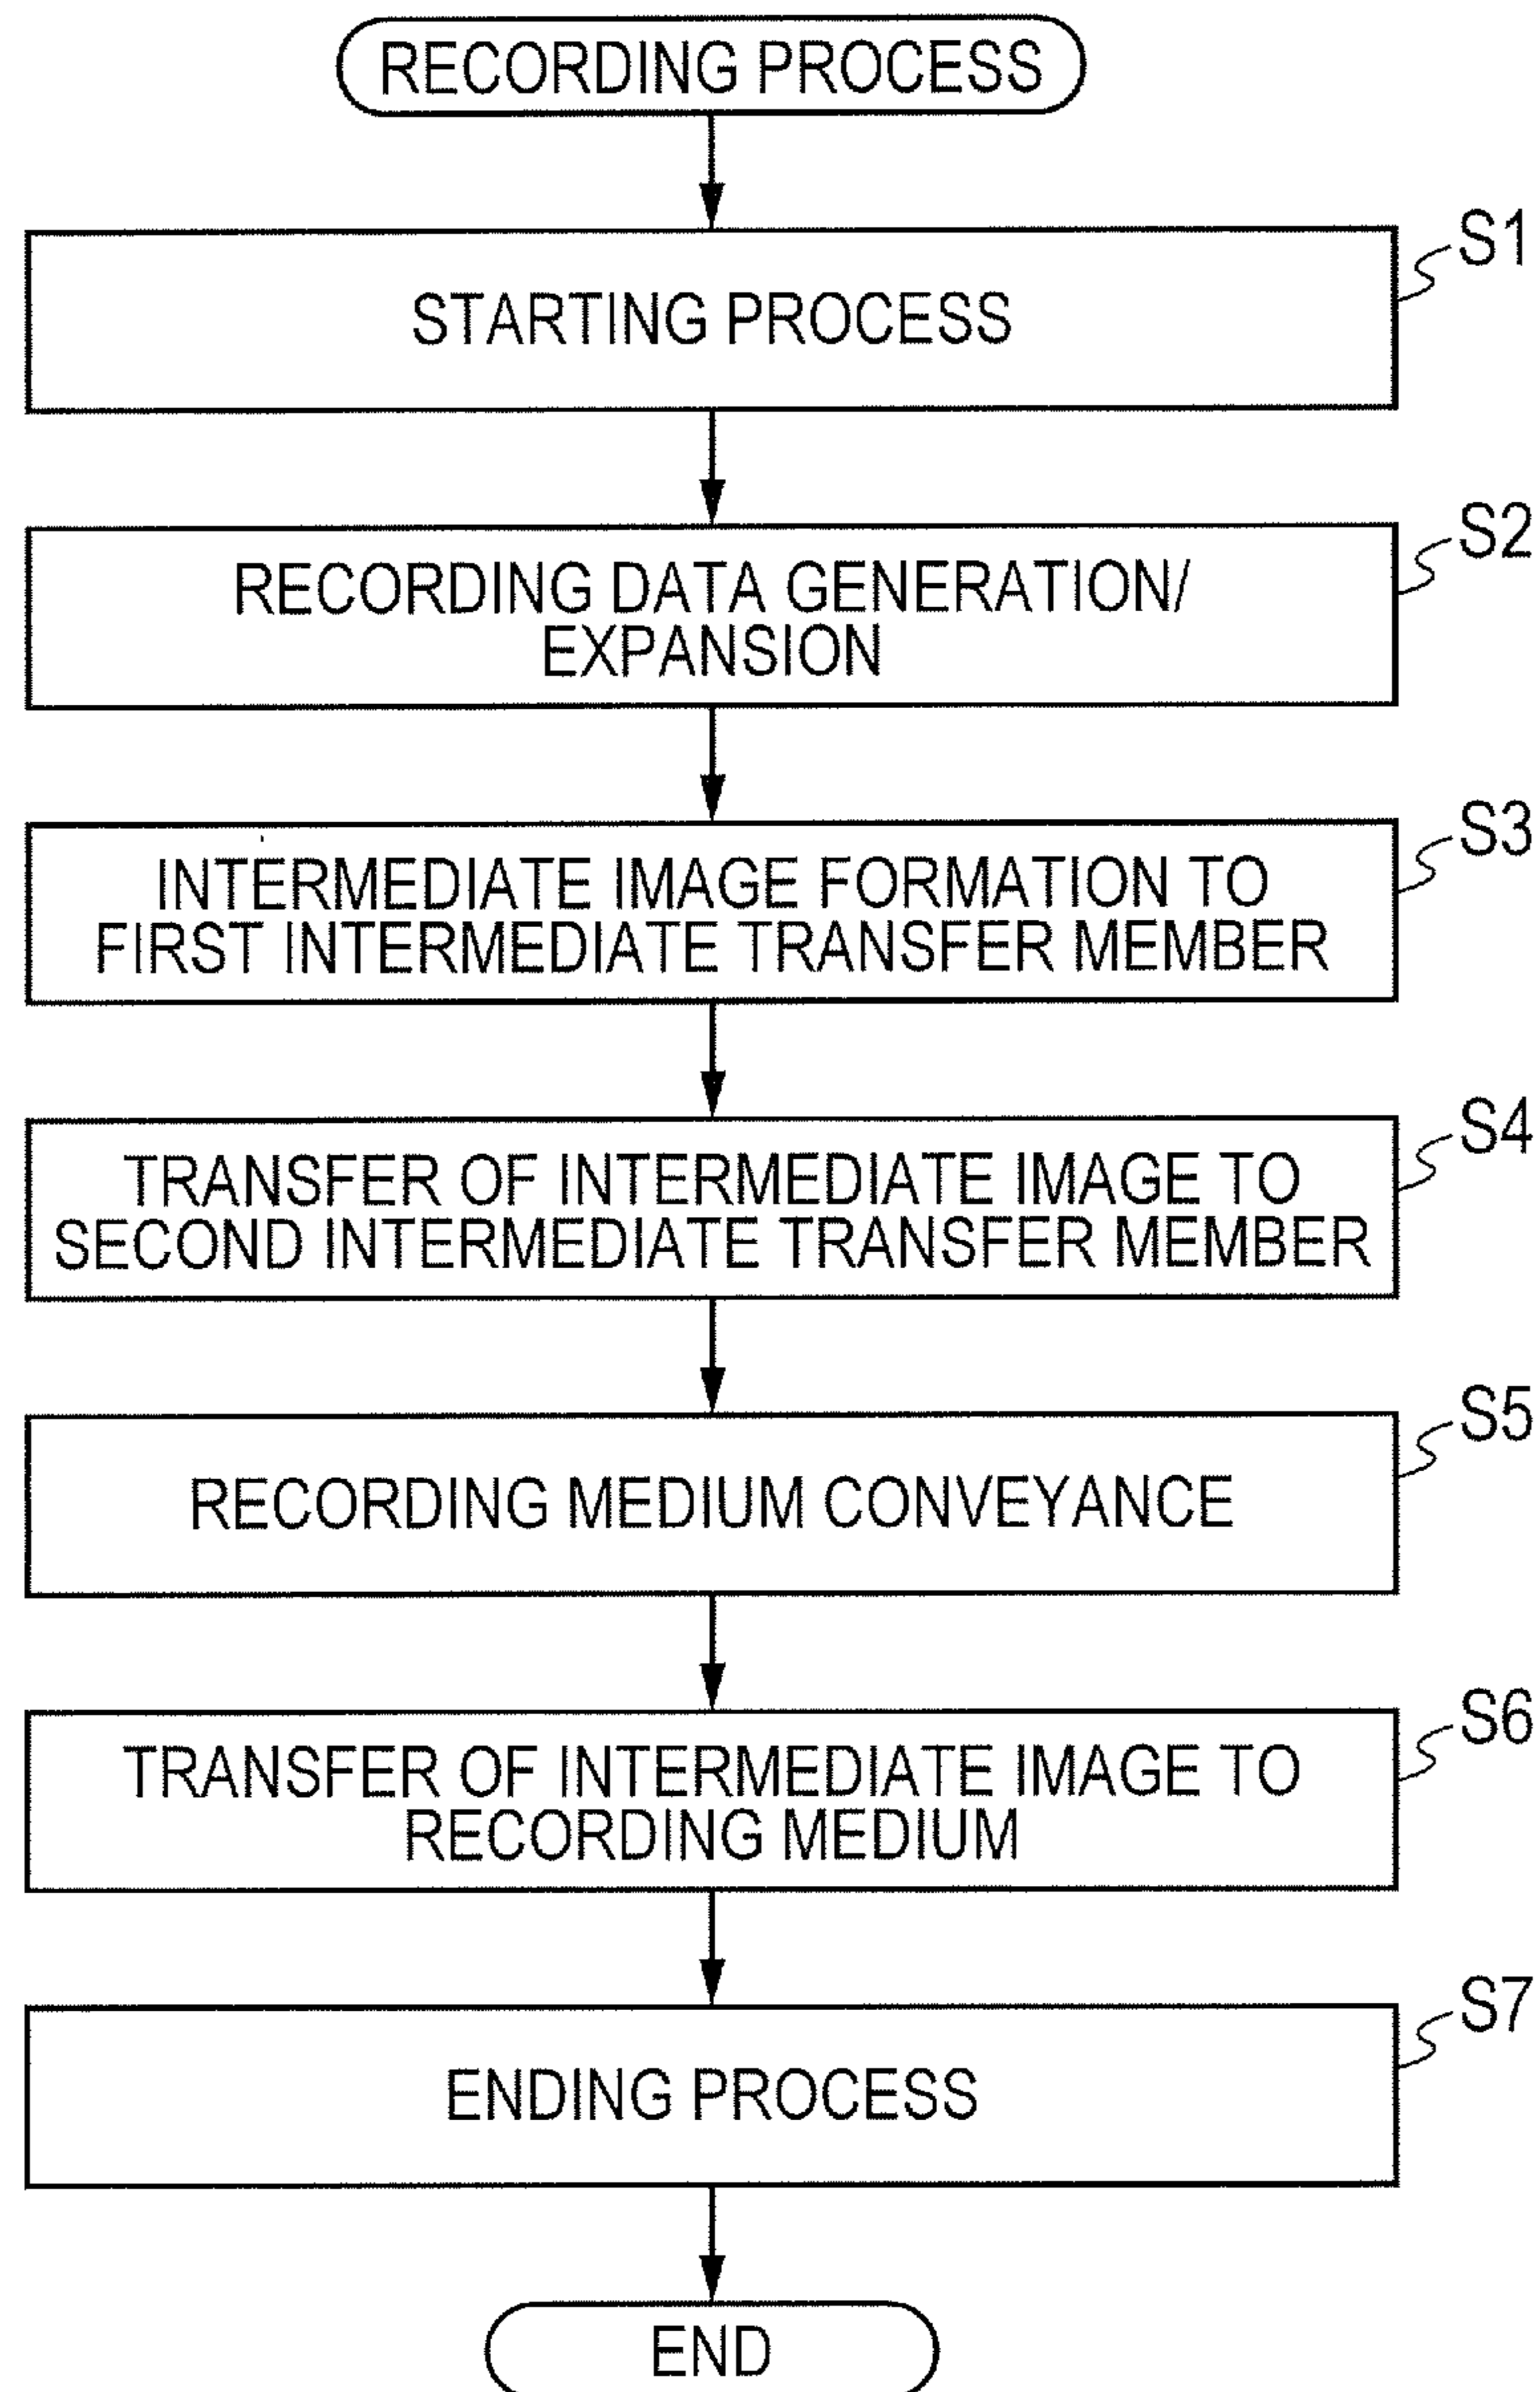 RECORDING PROCESS
S1
STARTING PROCESS
S2
RECORDING DATA GENERATION/
EXPANSION
S3
INTERMEDIATE IMAGE FORMATION TO
FIRST INTERMEDIATE TRANSFER MEMBER
S4
TRANSFER OF INTERMEDIATE IMAGE TO
SECOND INTERMEDIATE TRANSFER MEMBER
S5
RECORDING MEDIUM CONVEYANCE
S6
TRANSFER OF INTERMEDIATE IMAGE TO
RECORDING MEDIUM
S7
ENDING PROCESS
END